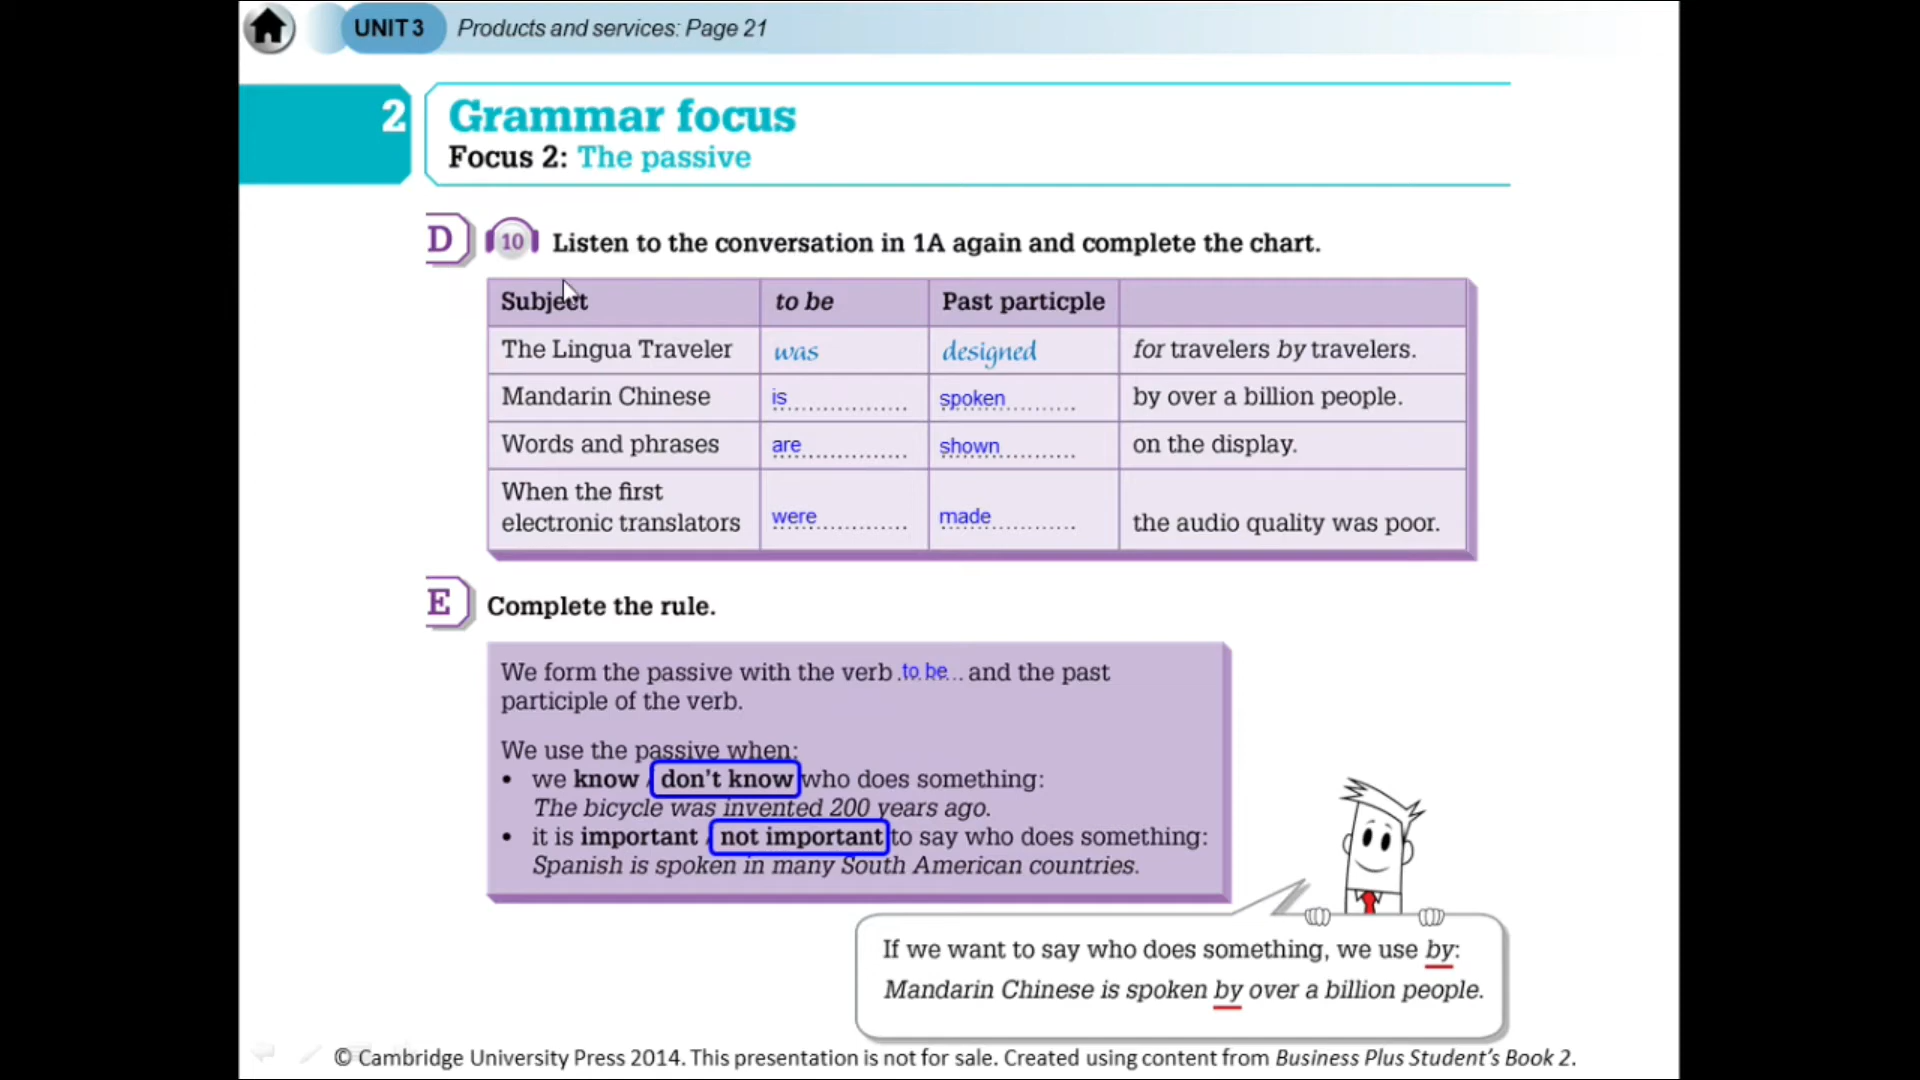 UNIT 3 Products and services: Page 21
2 Grammar focus
Focus 2: The passive
D 10 Listen to the conversation in 1A again and complete the chart.
Subject to be Past particple
The Lingua Traveler was designed for travelers by travelers.
Mandarin Chinese is spoken by over a billion people.
Words and phrases are shown on the display.
When the first
electronic translators were made the audio quality was poor.
E Complete the rule.
We form the passive with the verb to be and the past
participle of the verb.
We use the passive when:
• we know / don't know who does something:
The bicycle was invented 200 years ago.
• it is important / not important to say who does something:
Spanish is spoken in many South American countries.
If we want to say who does something, we use by:
Mandarin Chinese is spoken by over a billion people.
© Cambridge University Press 2014. This presentation is not for sale. Created using content from Business Plus Student's Book 2.